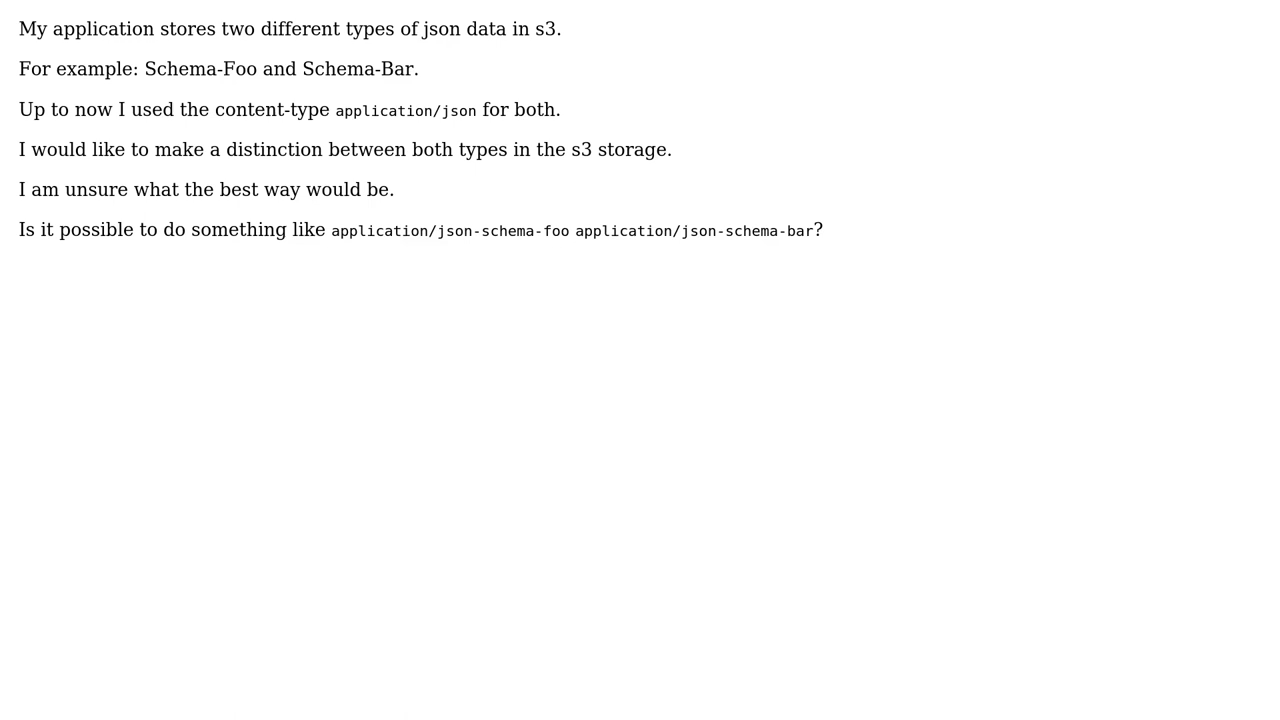 My application stores two different types of json data in s3.
For example: Schema-Foo and Schema-Bar.
Up to now I used the content-type application/json for both.
I would like to make a distinction between both types in the s3 storage.
I am unsure what the best way would be.
Is it possible to do something like application/json-schema-foo application/json-schema-bar?